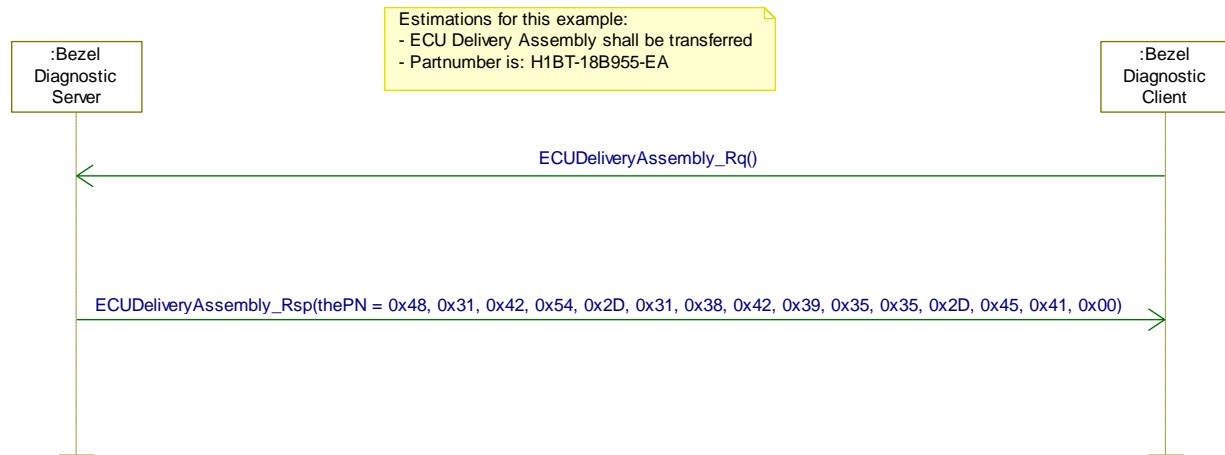 Estimations for this example:
- ECU Delivery Assembly shall be transferred
- Partnumber is: H1BT-18B955-EA
:Bezel
Diagnostic
Server
:Bezel
Diagnostic
Client
ECUDeliveryAssembly_Rq()
ECUDeliveryAssembly_Rsp(thePN = 0x48, 0x31, 0x42, 0x54, 0x2D, 0x31, 0x38, 0x42, 0x39, 0x35, 0x35, 0x2D, 0x45, 0x41, 0x00)